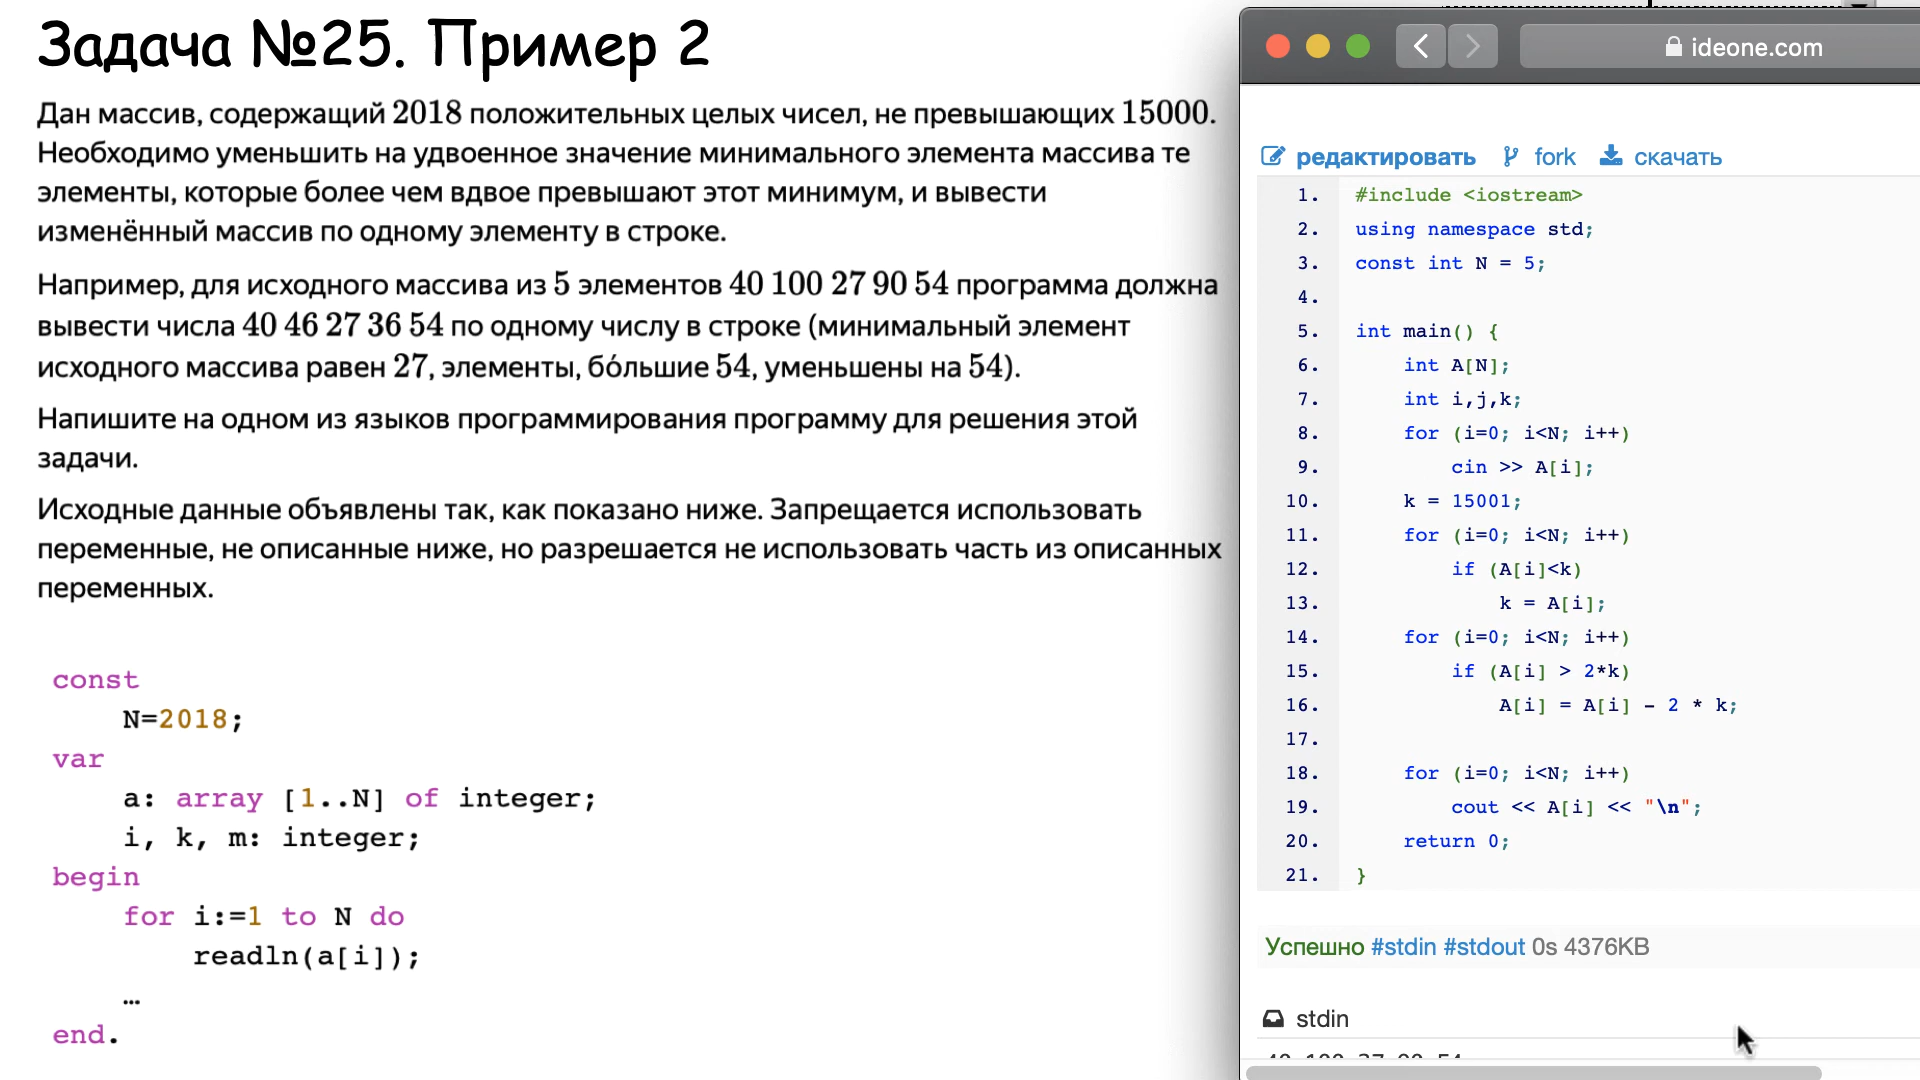 Задача №25. Пример 2
Дан массив, содержащий 2018 положительных целых чисел, не превышающих 15000.
Необходимо уменьшить на удвоенное значение минимального элемента массива те
элементы, которые более чем вдвое превышают этот минимум, и вывести
изменённый массив по одному элементу в строке.
Например, для исходного массива из 5 элементов 40 100 27 90 54 программа должна
вывести числа 40 46 27 36 54 по одному числу в строке (минимальный элемент
исходного массива равен 27, элементы, бо́льшие 54, уменьшены на 54).
Напишите на одном из языков программирования программу для решения этой
задачи.
Исходные данные объявлены так, как показано ниже. Запрещается использовать
переменные, не описанные ниже, но разрешается не использовать часть из описанных
переменных.
const
N=2018;
var
a: array [1..N] of integer;
i, k, m: integer;
begin
for i:=1 to N do
readln(a[i]);
…
end.
ideone.com
редактировать fork скачать
1. #include <iostream>
2. using namespace std;
3. const int N = 5;
4.
5. int main() {
6. int A[N];
7. int i,j,k;
8. for (i=0; i<N; i++)
9. cin >> A[i];
10. k = 15001;
11. for (i=0; i<N; i++)
12. if (A[i]<k)
13. k = A[i];
14. for (i=0; i<N; i++)
15. if (A[i] > 2*k)
16. A[i] = A[i] - 2 * k;
17.
18. for (i=0; i<N; i++)
19. cout << A[i] << "\n";
20. return 0;
21. }
Успешно #stdin #stdout 0s 4376KB
stdin